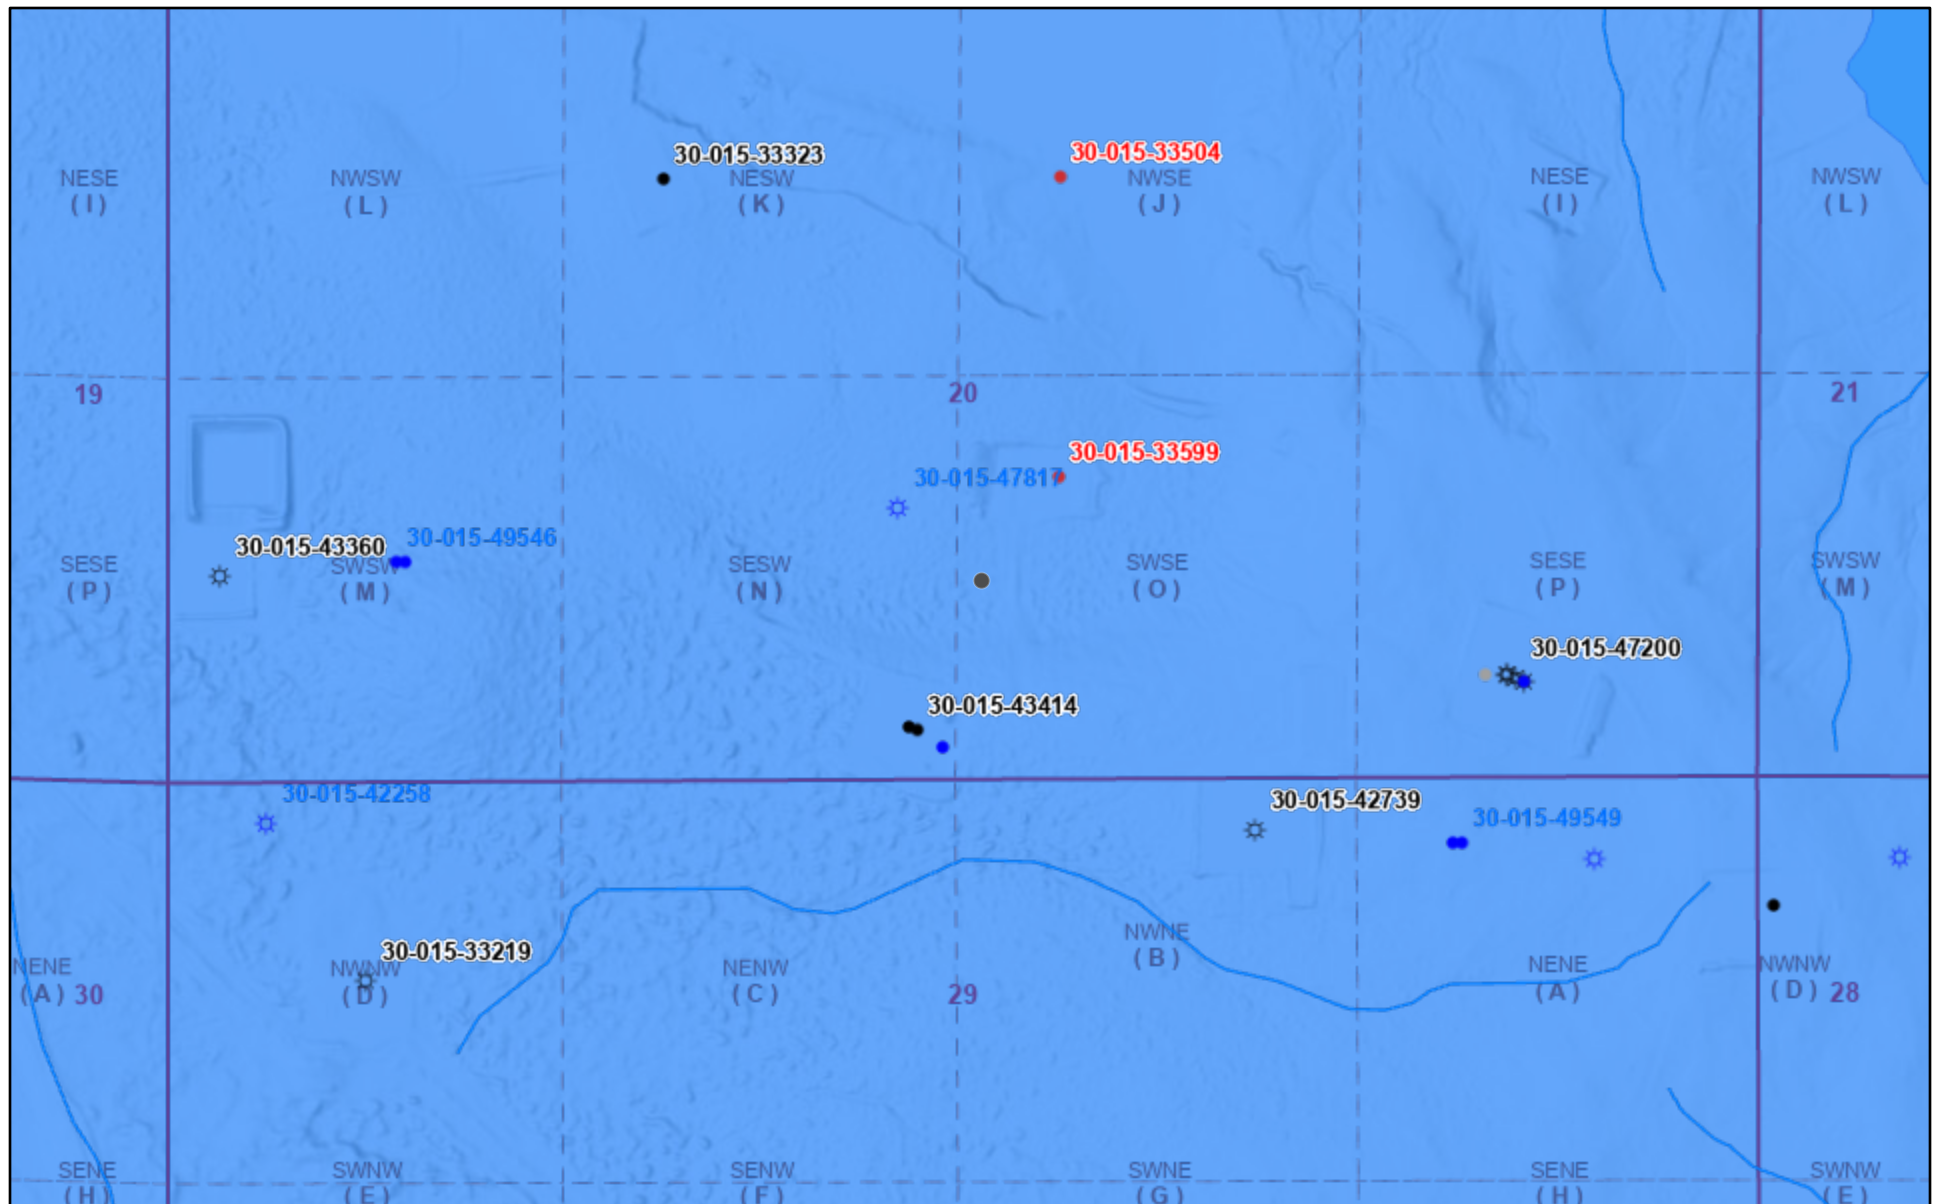 30-015-33323
30-015-33504
NESE
(I)
NWSW
(L)
NESW
(K)
NWSE
(J)
NESE
(I)
NWSW
(L)
19
20
21
30-015-33599
30-015-47817
30-015-43360
30-015-49546
SESE
(P)
SWSW
(M)
SESW
(N)
SWSE
(O)
SESE
(P)
SWSW
(M)
30-015-47200
30-015-43414
30-015-42258
30-015-42739
30-015-49549
30-015-33219
NENE
(A) 30
NWNW
(D)
NENW
(C)
29
NWNE
(B)
NENE
(A)
NWNW
(D) 28
SENE
(H)
SWNW
(E)
SENW
(F)
SWNE
(G)
SENE
(H)
SWNW
(E)